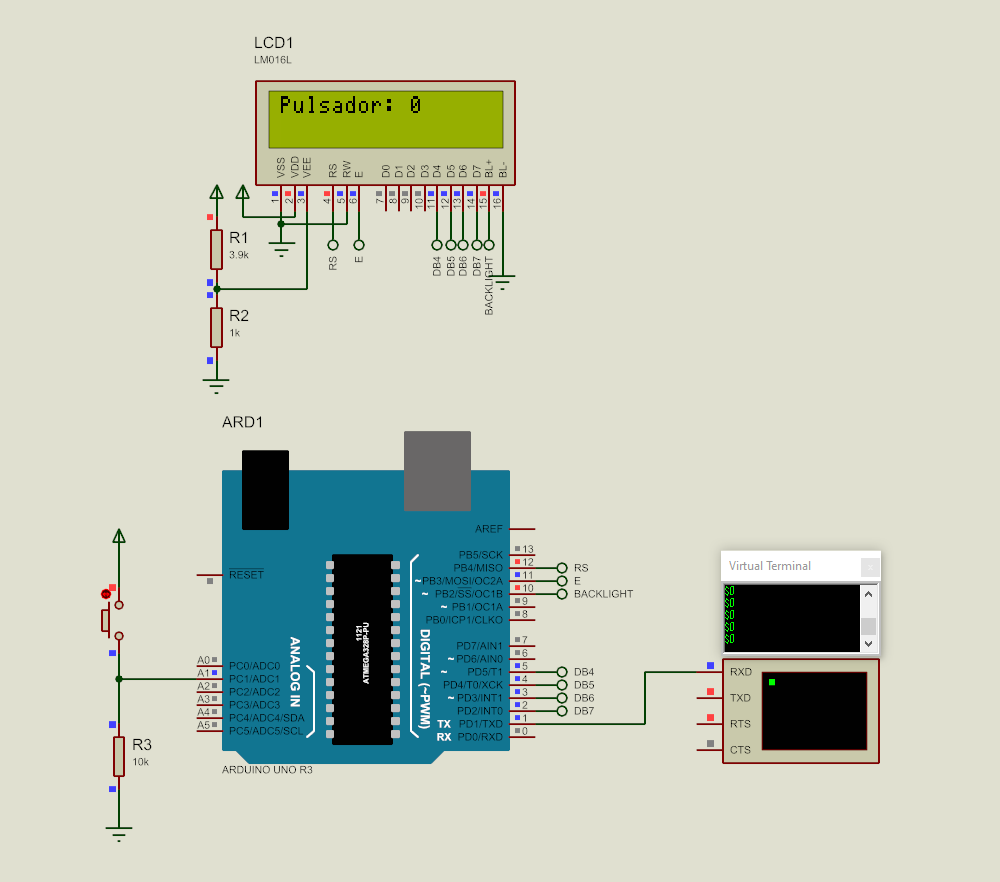 LCD1
LM016L
Pulsador: 0
VSS VDD VEE RS RW E D0 D1 D2 D3 D4 D5 D6 D7 BL+ BL-
1 2 3 4 5 6 7 8 9 10 11 12 13 14 15 16
R1
3.9k
RS E DB4 DB5 DB6 DB7 BACKLIGHT
R2
1k
ARD1
AREF
PB5/SCK 13
PB4/MISO 12 RS
~PB3/MOSI/OC2A 11 E
~ PB2/SS/OC1B 10 BACKLIGHT
~ PB1/OC1A 9
PB0/ICP1/CLKO 8
RESET
1121
ATMEGA328P-PU
ANALOG IN
DIGITAL (~PWM)
PD7/AIN1 7
~ PD6/AIN0 6
~ PD5/T1 5 DB4
PD4/T0/XCK 4 DB5
~ PD3/INT1 3 DB6
PD2/INT0 2 DB7
TX PD1/TXD 1
RX PD0/RXD 0
A0 PC0/ADC0
A1 PC1/ADC1
A2 PC2/ADC2
A3 PC3/ADC3
A4 PC4/ADC4/SDA
A5 PC5/ADC5/SCL
ARDUINO UNO R3
R3
10k
Virtual Terminal
x
$0
$0
$0
$0
$0
RXD
TXD
RTS
CTS